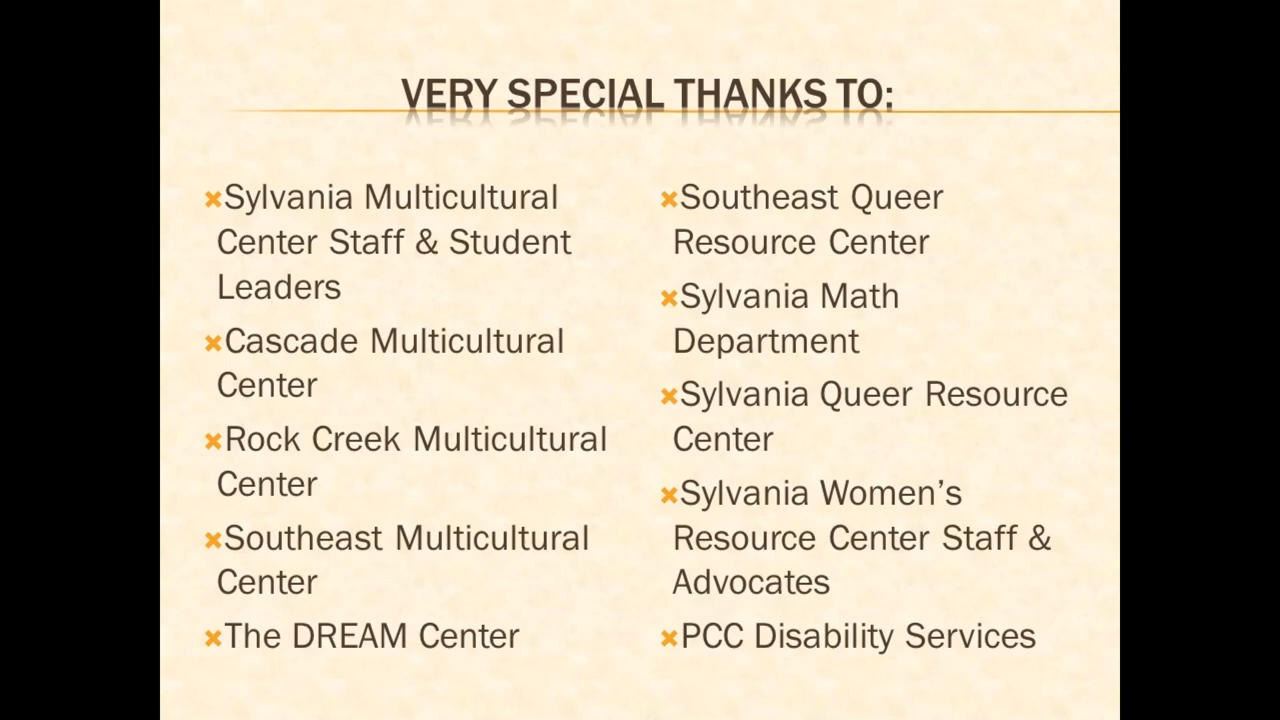 VERY SPECIAL THANKS TO:
Sylvania Multicultural
Center Staff & Student
Leaders
Cascade Multicultural
Center
Rock Creek Multicultural
Center
Southeast Multicultural
Center
The DREAM Center
Southeast Queer
Resource Center
Sylvania Math
Department
Sylvania Queer Resource
Center
Sylvania Women’s
Resource Center Staff &
Advocates
PCC Disability Services